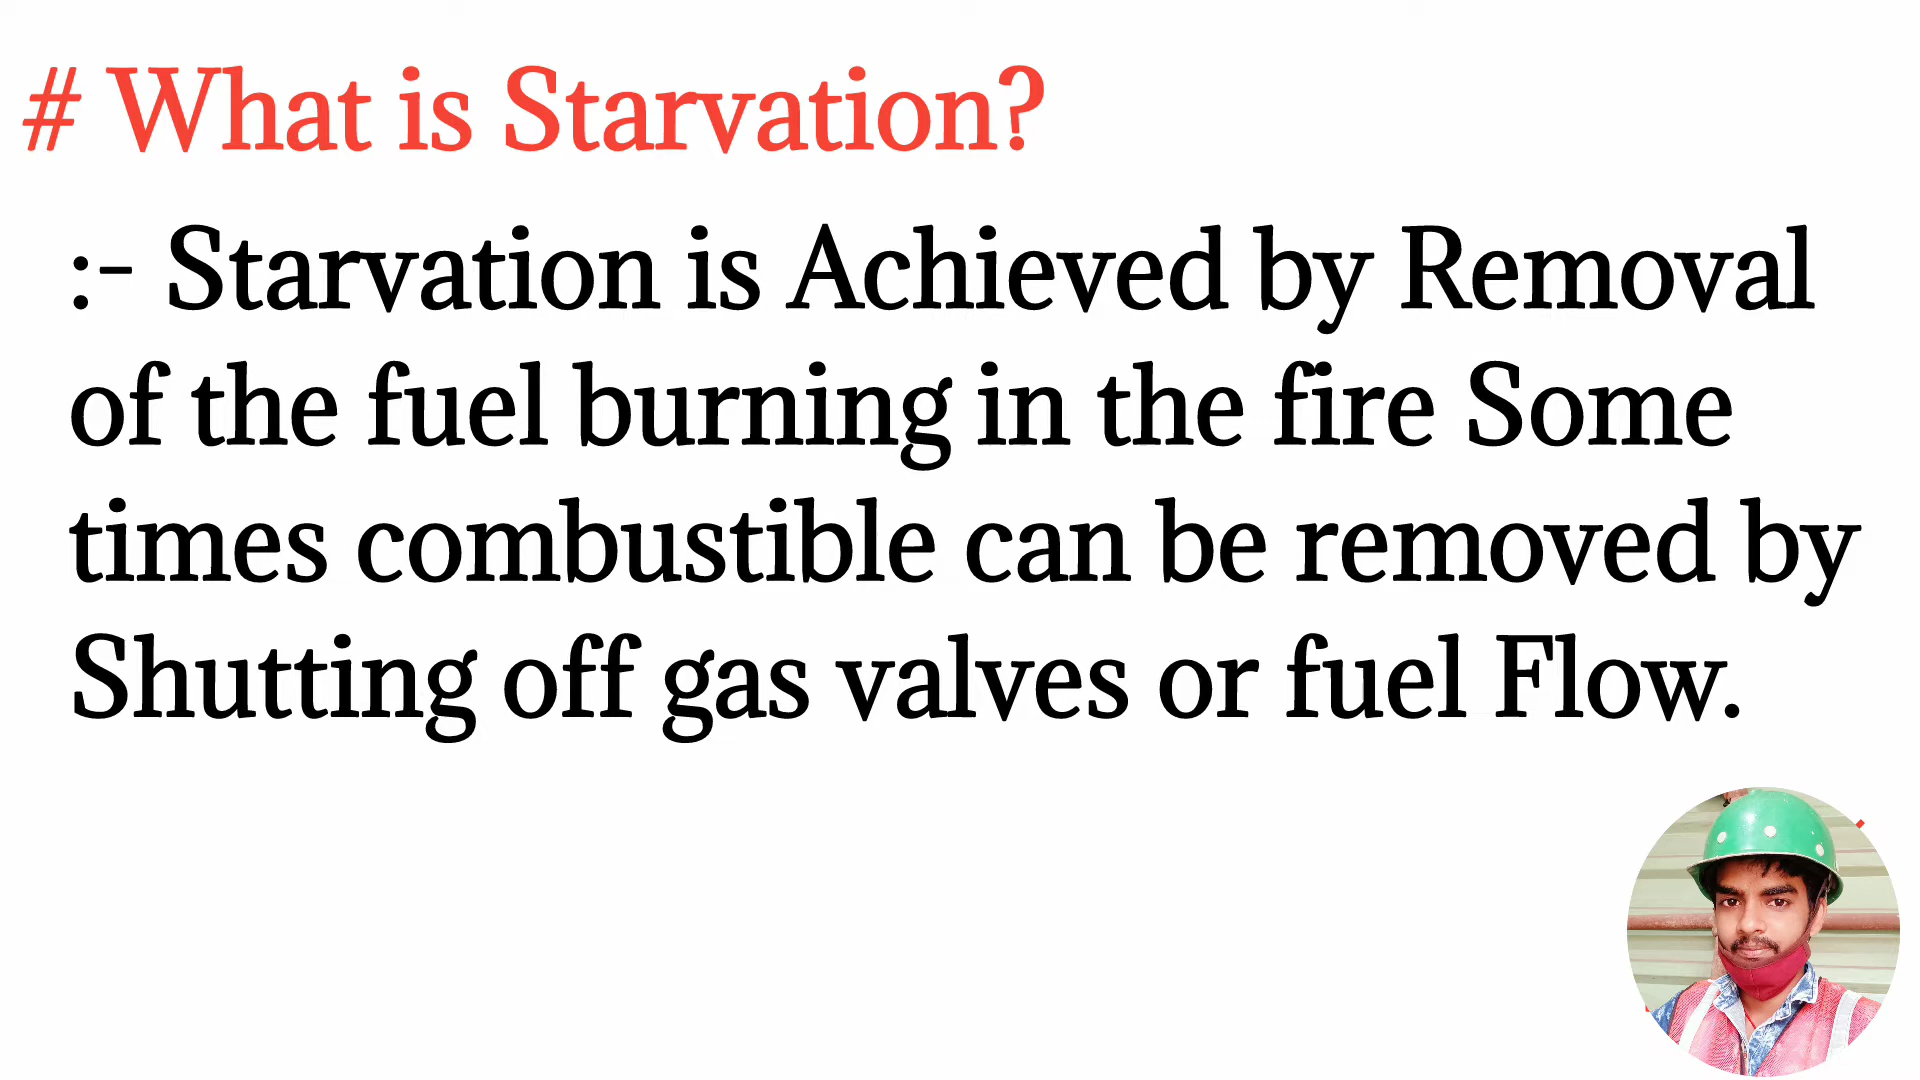 # What is Starvation?
:- Starvation is Achieved by Removal
of the fuel burning in the fire Some
times combustible can be removed by
Shutting off gas valves or fuel Flow.